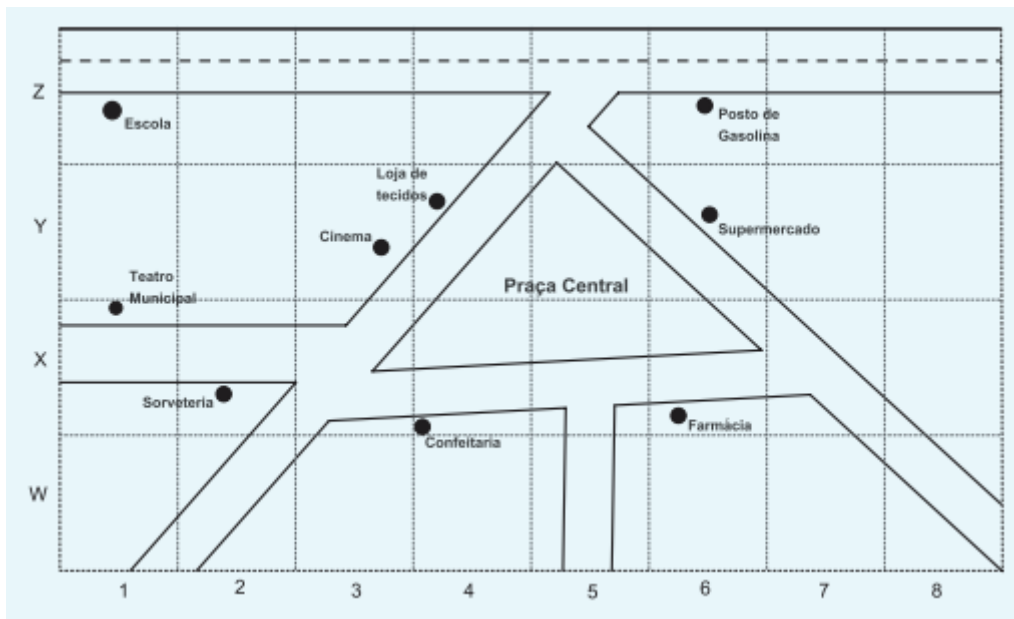 Z
Escola
Posto de
Gasolina
Loja de
tecidos
Y
Cinema
Supermercado
Teatro
Municipal
Praça Central
X
Sorveteria
Confeitaria
Farmácia
W
1 2 3 4 5 6 7 8